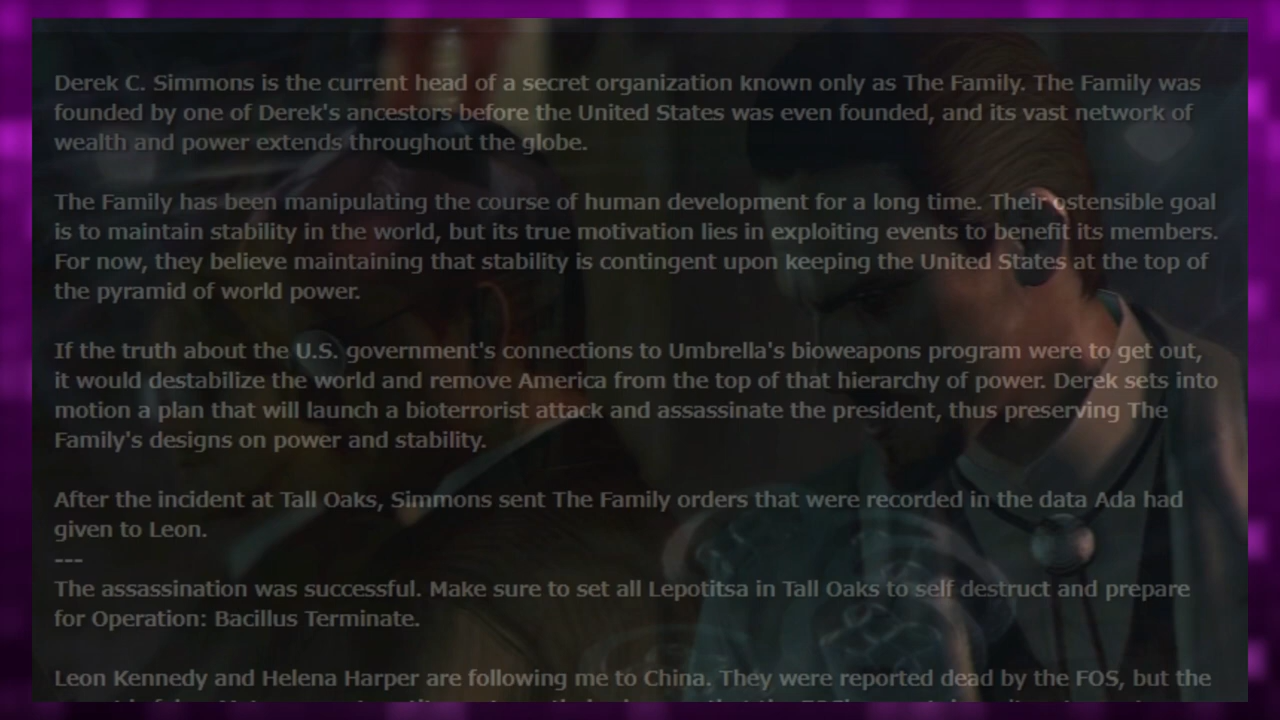 Derek C. Simmons is the current head of a secret organization known only as The Family. The Family was
founded by one of Derek's ancestors before the United States was even founded, and its vast network of
wealth and power extends throughout the globe.
The Family has been manipulating the course of human development for a long time. Their ostensible goal
is to maintain stability in the world, but its true motivation lies in exploiting events to benefit its members.
For now, they believe maintaining that stability is contingent upon keeping the United States at the top of
the pyramid of world power.
If the truth about the U.S. government's connections to Umbrella's bioweapons program were to get out,
it would destabilize the world and remove America from the top of that hierarchy of power. Derek sets into
motion a plan that will launch a bioterrorist attack and assassinate the president, thus preserving The
Family's designs on power and stability.
After the incident at Tall Oaks, Simmons sent The Family orders that were recorded in the data Ada had
given to Leon.
---
The assassination was successful. Make sure to set all Lepotitsa in Tall Oaks to self destruct and prepare
for Operation: Bacillus Terminate.
Leon Kennedy and Helena Harper are following me to China. They were reported dead by the FOS, but the